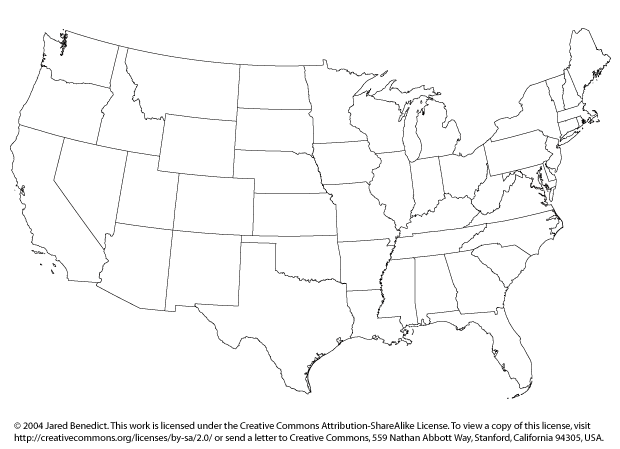 © 2004 Jared Benedict. This work is licensed under the Creative Commons Attribution-ShareAlike License. To view a copy of this license, visit
http://creativecommons.org/licenses/by-sa/2.0/ or send a letter to Creative Commons, 559 Nathan Abbott Way, Stanford, California 94305, USA.